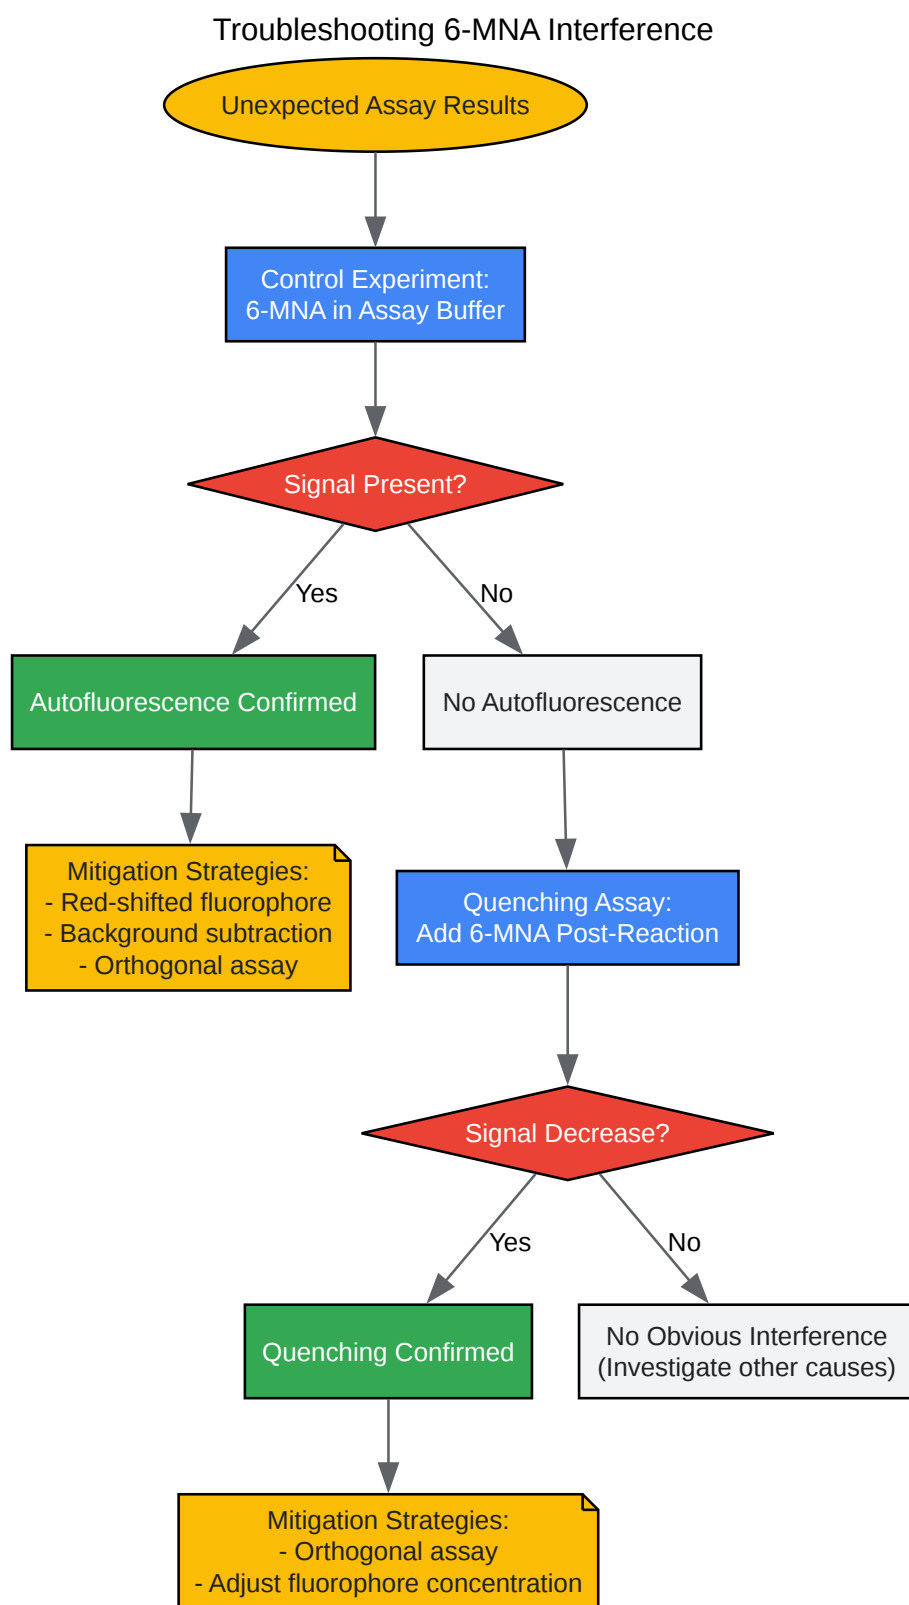 Troubleshooting 6-MNA Interference
Unexpected Assay Results
Control Experiment:
6-MNA in Assay Buffer
Signal Present?
Yes
No
Autofluorescence Confirmed
No Autofluorescence
Mitigation Strategies:
- Red-shifted fluorophore
- Background subtraction
- Orthogonal assay
Quenching Assay:
Add 6-MNA Post-Reaction
Signal Decrease?
Yes
No
Quenching Confirmed
No Obvious Interference
(Investigate other causes)
Mitigation Strategies:
- Orthogonal assay
- Adjust fluorophore concentration